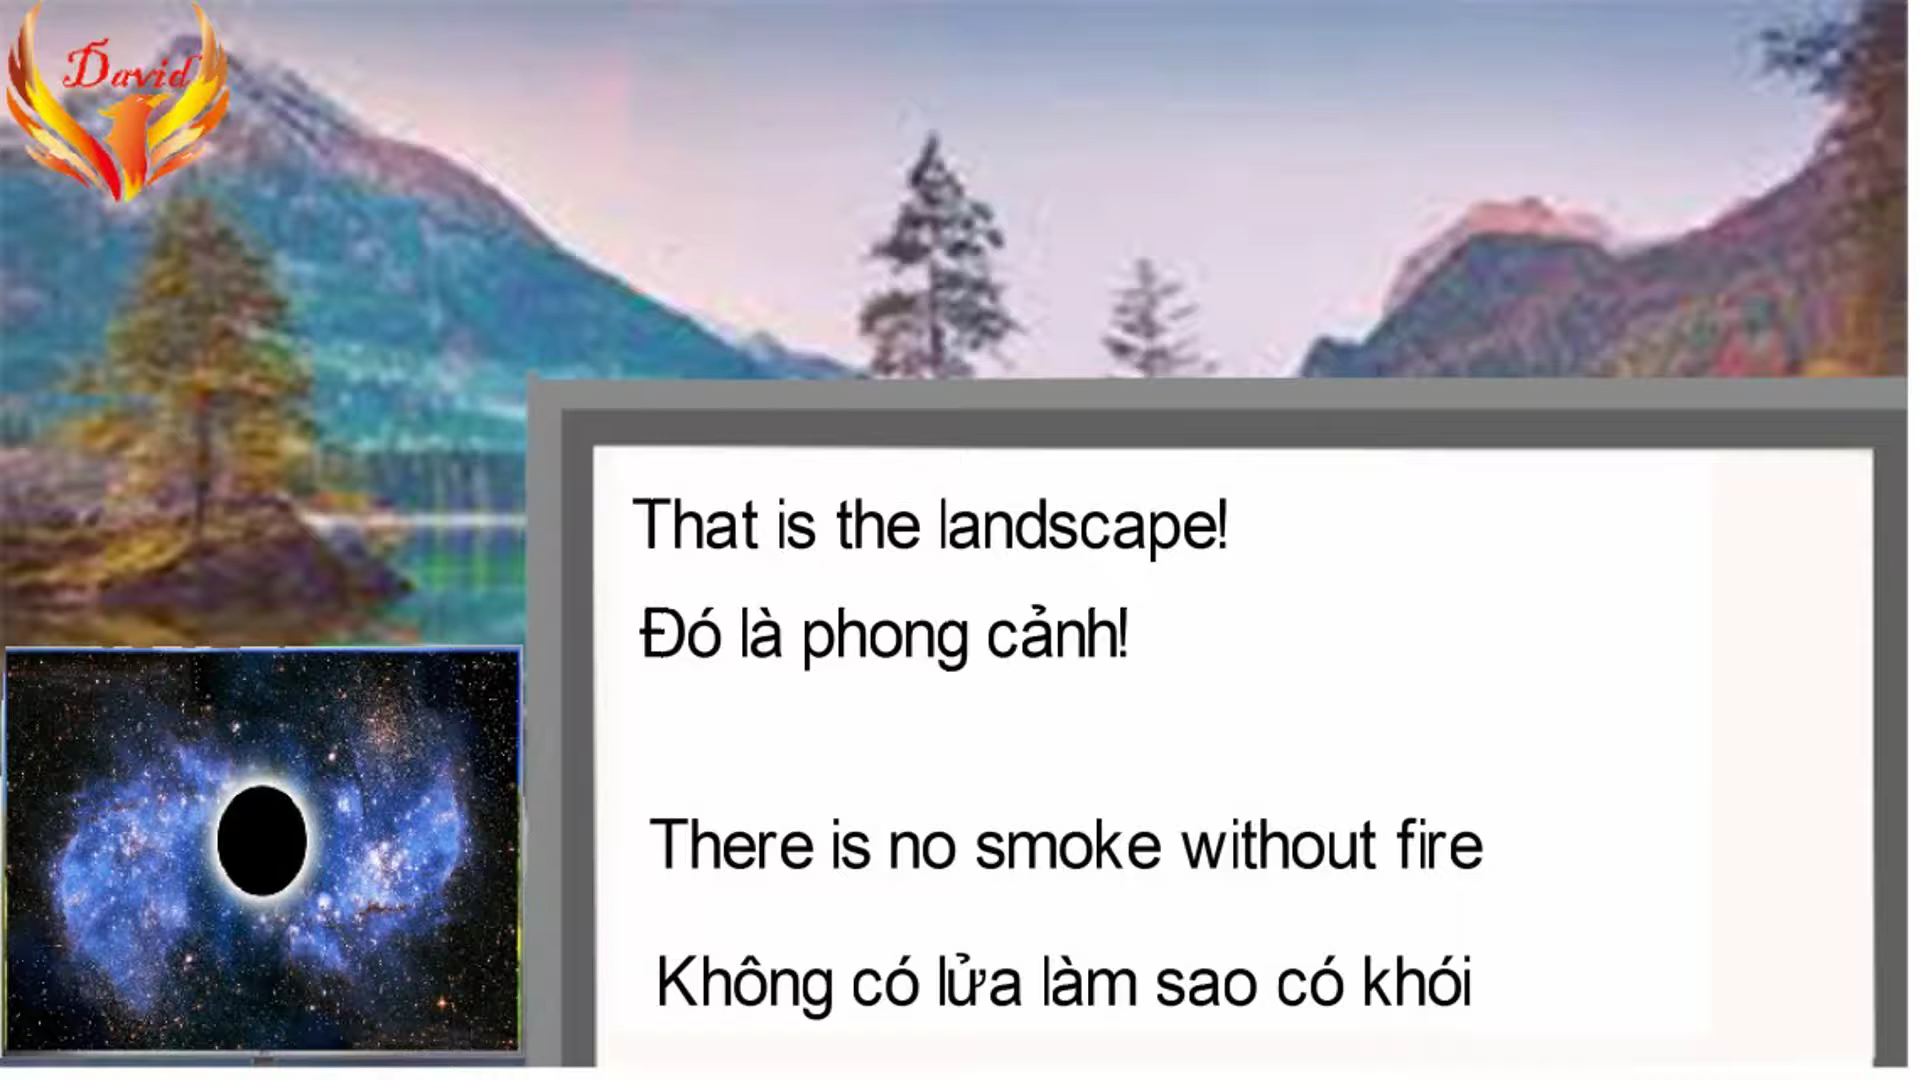 David
That is the landscape!
Đó là phong cảnh!
There is no smoke without fire
Không có lửa làm sao có khói